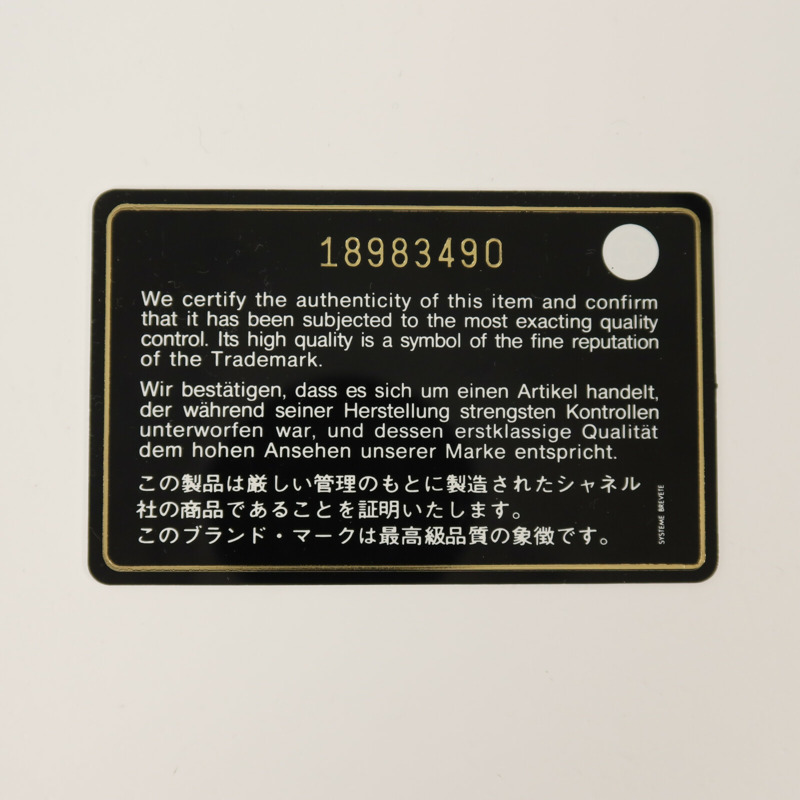 18983490
We certify the authenticity of this item and confirm
that it has been subjected to the most exacting quality
control. Its high quality is a symbol of the fine reputation
of the Trademark.
Wir bestätigen, dass es sich um einen Artikel handelt,
der während seiner Herstellung strengsten Kontrollen
unterworfen war, und dessen erstklassige Qualität
dem hohen Ansehen unserer Marke entspricht.
この製品は厳しい管理のもとに製造されたシャネル
社の商品であることを証明いたします。
このブランド・マークは最高級品質の象徴です。
SYSTEME BREVETE